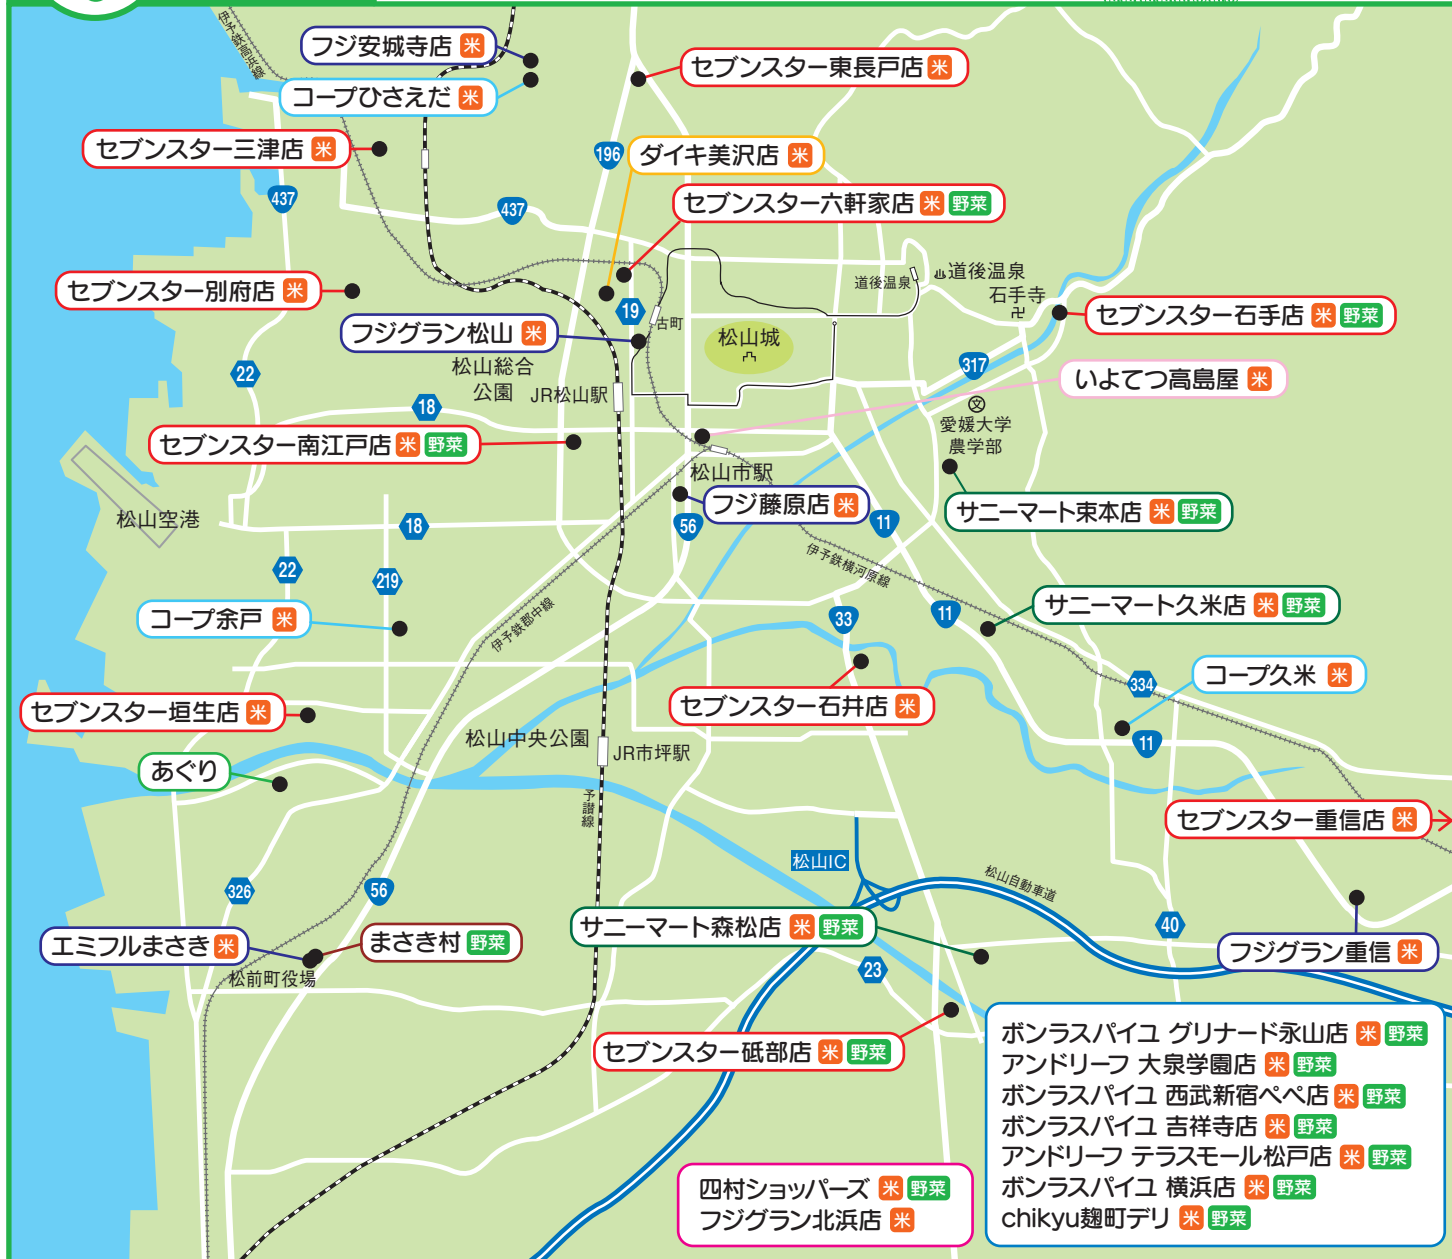 伊予鉄高浜線
フジ安城寺店 米
セブンスター東長戸店 米
コープひさえだ 米
セブンスター三津店 米
196
ダイキ美沢店 米
437
437
セブンスター六軒家店 米 野菜
道後温泉
道後温泉
石手寺
セブンスター別府店 米
19
古町
セブンスター石手店 米 野菜
フジグラン松山 米
松山城
松山総合
公園
JR松山駅
22
317
いよてつ高島屋 米
18
文
愛媛大学
農学部
セブンスター南江戸店 米 野菜
松山市駅
フジ藤原店 米
サニーマート束本店 米 野菜
松山空港
18
56
11
伊予鉄横河原線
22
219
コープ余戸 米
伊予鉄郡中線
33
11
サニーマート久米店 米 野菜
334
コープ久米 米
セブンスター垣生店 米
セブンスター石井店 米
松山中央公園
JR市坪駅
11
あぐり
予讃線
セブンスター重信店 米
松山IC
松山自動車道
326
56
エミフルまさき 米
まさき村 野菜
サニーマート森松店 米 野菜
40
フジグラン重信 米
松前町役場
23
セブンスター砥部店 米 野菜
ボンラスパイユ グリナード永山店 米 野菜
アンドリーフ 大泉学園店 米 野菜
ボンラスパイユ 西武新宿ペペ店 米 野菜
ボンラスパイユ 吉祥寺店 米 野菜
アンドリーフ テラスモール松戸店 米 野菜
ボンラスパイユ 横浜店 米 野菜
chikyu麹町デリ 米 野菜
四村ショッパーズ 米 野菜
フジグラン北浜店 米